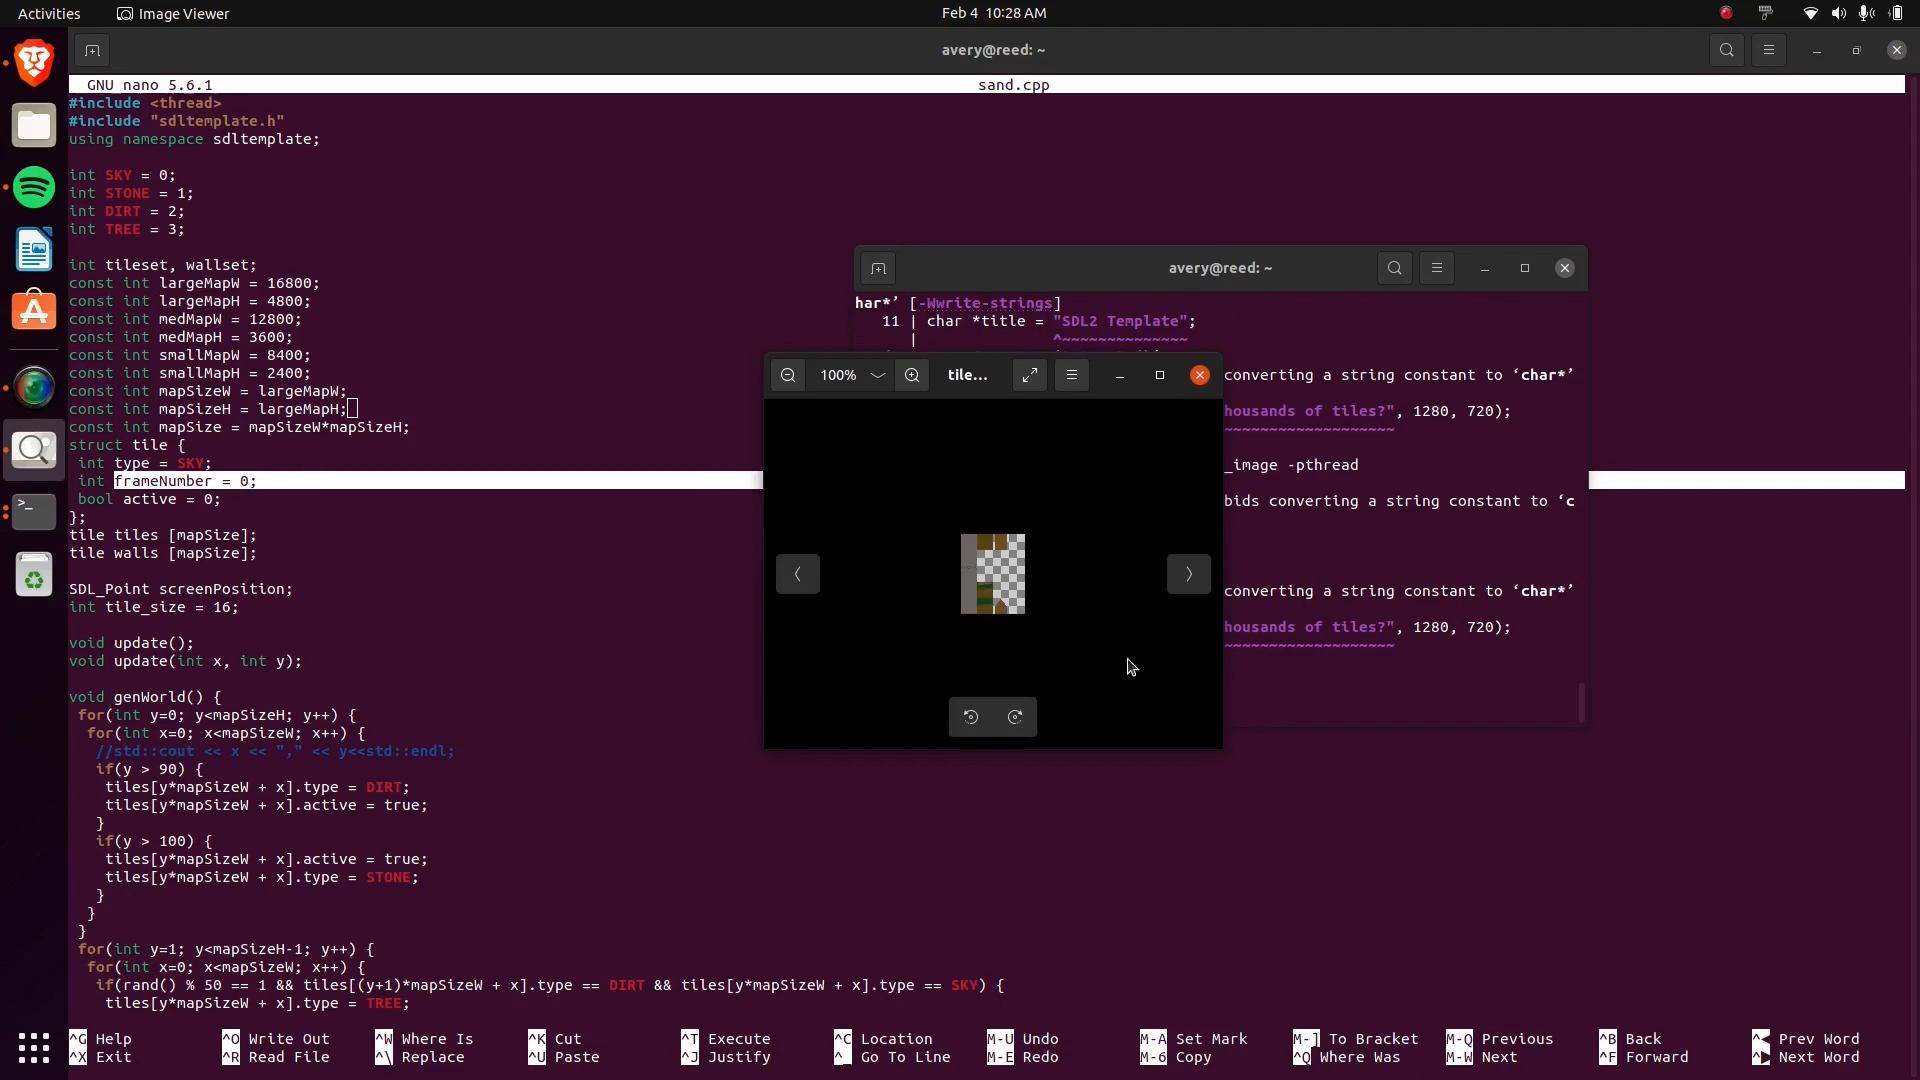 Activities
Image Viewer
Feb 4 10:28 AM
avery@reed: ~
GNU nano 5.6.1
sand.cpp
#include <thread>
#include "sdltemplate.h"
using namespace sdltemplate;
int SKY = 0;
int STONE = 1;
int DIRT = 2;
int TREE = 3;
int tileset, wallset;
const int largeMapW = 16800;
const int largeMapH = 4800;
const int medMapW = 12800;
const int medMapH = 3600;
const int smallMapW = 8400;
const int smallMapH = 2400;
const int mapSizeW = largeMapW;
const int mapSizeH = largeMapH;
const int mapSize = mapSizeW*mapSizeH;
struct tile {
int type = SKY;
int frameNumber = 0;
bool active = 0;
};
tile tiles [mapSize];
tile walls [mapSize];
SDL_Point screenPosition;
int tile_size = 16;
void update();
void update(int x, int y);
void genWorld() {
for(int y=0; y<mapSizeH; y++) {
for(int x=0; x<mapSizeW; x++) {
//std::cout << x << "," << y<<std::endl;
if(y > 90) {
tiles[y*mapSizeW + x].type = DIRT;
tiles[y*mapSizeW + x].active = true;
}
if(y > 100) {
tiles[y*mapSizeW + x].active = true;
tiles[y*mapSizeW + x].type = STONE;
}
}
}
for(int y=1; y<mapSizeH-1; y++) {
for(int x=0; x<mapSizeW; x++) {
if(rand() % 50 == 1 && tiles[(y+1)*mapSizeW + x].type == DIRT && tiles[y*mapSizeW + x].type == SKY) {
tiles[y*mapSizeW + x].type = TREE;
avery@reed: ~
har*’ [-Wwrite-strings]
11 | char *title = "SDL2 Template";
| ^~~~~~~~~~~~~~~
100%
tile...
converting a string constant to ‘char*’
housands of tiles?", 1280, 720);
~~~~~~~~~~~~~~~~~~~
_image -pthread
bids converting a string constant to ‘c
converting a string constant to ‘char*’
housands of tiles?", 1280, 720);
~~~~~~~~~~~~~~~~~~~
^G Help ^O Write Out ^W Where Is ^K Cut ^T Execute ^C Location M-U Undo M-A Set Mark M-] To Bracket M-Q Previous ^B Back ^◀ Prev Word
^X Exit ^R Read File ^\ Replace ^U Paste ^J Justify ^_ Go To Line M-E Redo M-6 Copy ^Q Where Was M-W Next ^F Forward ^▶ Next Word